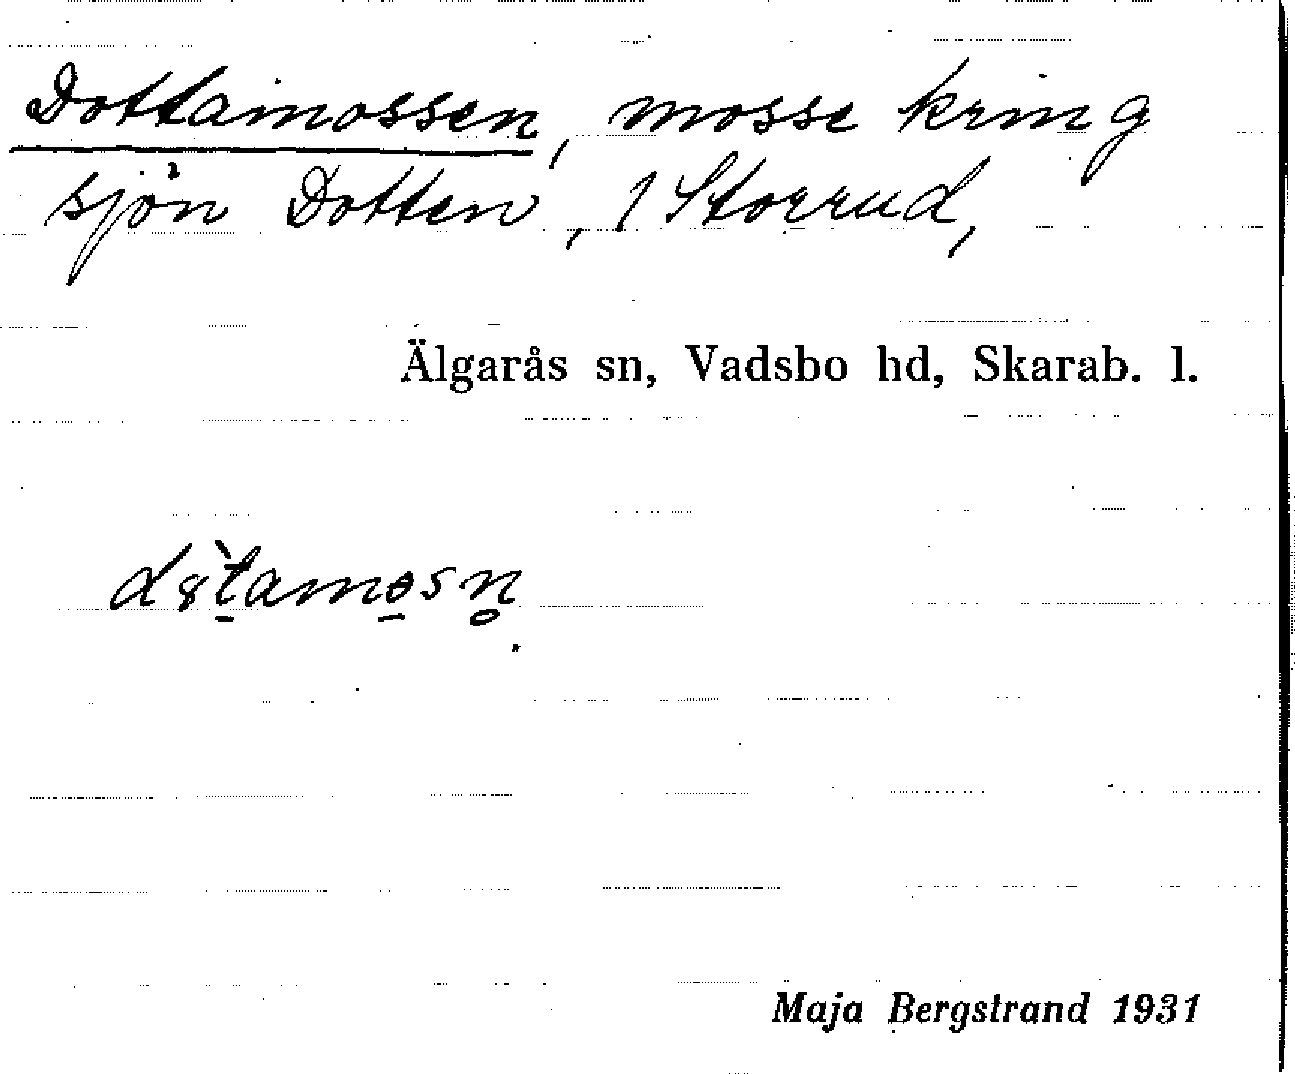 Dottamossen, mosse kring
sjön Dotten, 1 Storrud,
Älgarås sn, Vadsbo hd, Skarab. l.
Maja Bergstrand 1931